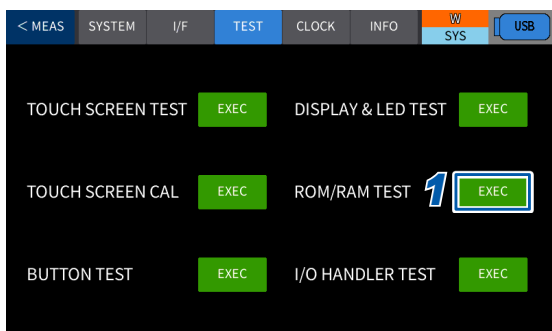 < MEAS SYSTEM I/F TEST CLOCK INFO W SYS USB
TOUCH SCREEN TEST EXEC DISPLAY & LED TEST EXEC
TOUCH SCREEN CAL EXEC ROM/RAM TEST 1 EXEC
BUTTON TEST EXEC I/O HANDLER TEST EXEC